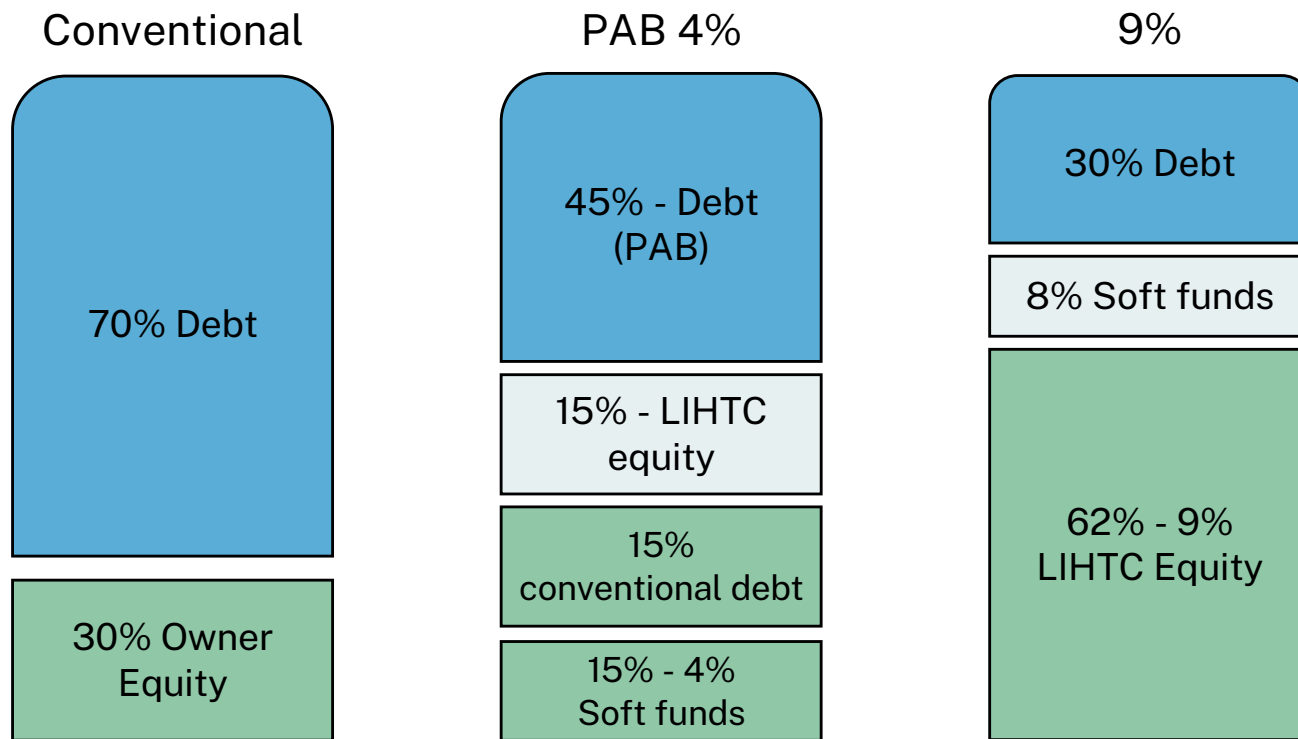 Conventional
70% Debt
30% Owner
Equity
PAB 4%
45% - Debt
(PAB)
15% - LIHTC
equity
15%
conventional debt
15% - 4%
Soft funds
9%
30% Debt
8% Soft funds
62% - 9%
LIHTC Equity